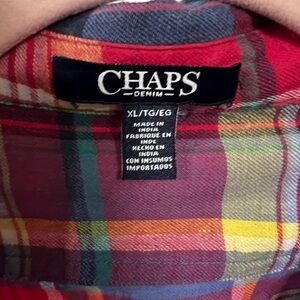 CHAPS
DENIM
XL/TG/EG
MADE IN
INDIA
FABRIQUÉ EN
INDE
HECHO EN
INDIA
CON INSUMOS
IMPORTADOS